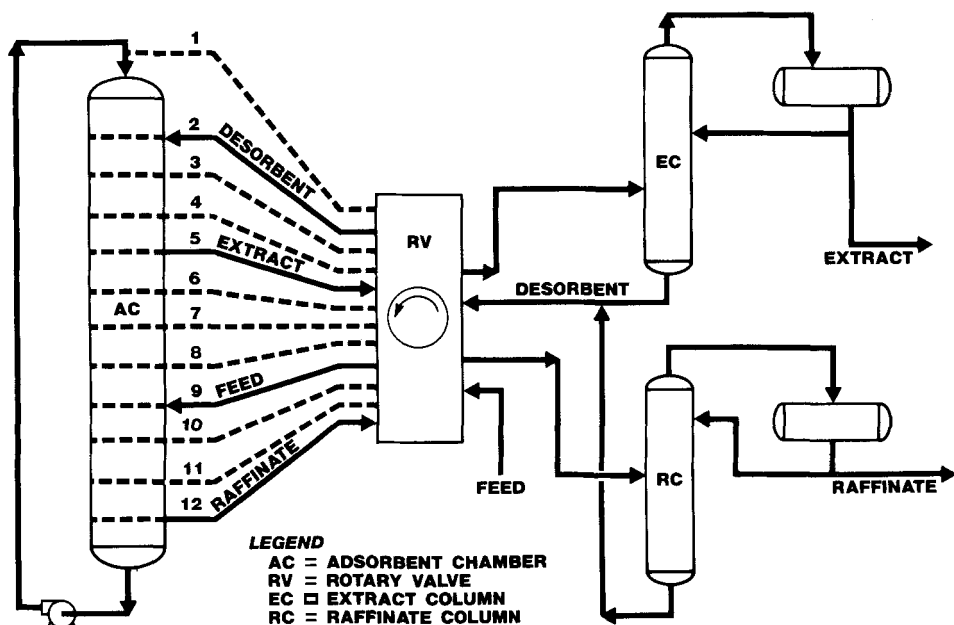 1
2
DESORBENT
3
4
5
EXTRACT
6
AC
7
8
9
FEED
10
11
RAFFINATE
12
RV
DESORBENT
FEED
EC
EXTRACT
RC
RAFFINATE
LEGEND
AC = ADSORBENT CHAMBER
RV = ROTARY VALVE
EC □ EXTRACT COLUMN
RC = RAFFINATE COLUMN